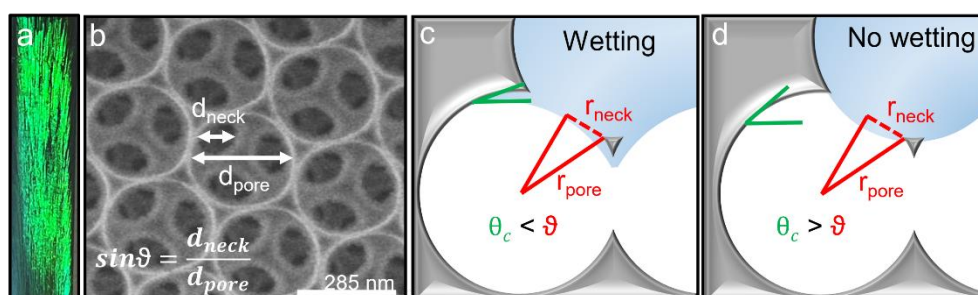 a
b
d_neck
d_pore
sinϑ = d_neck / d_pore
285 nm
c
Wetting
r_neck
r_pore
θ_c < ϑ
d
No wetting
r_neck
r_pore
θ_c > ϑ